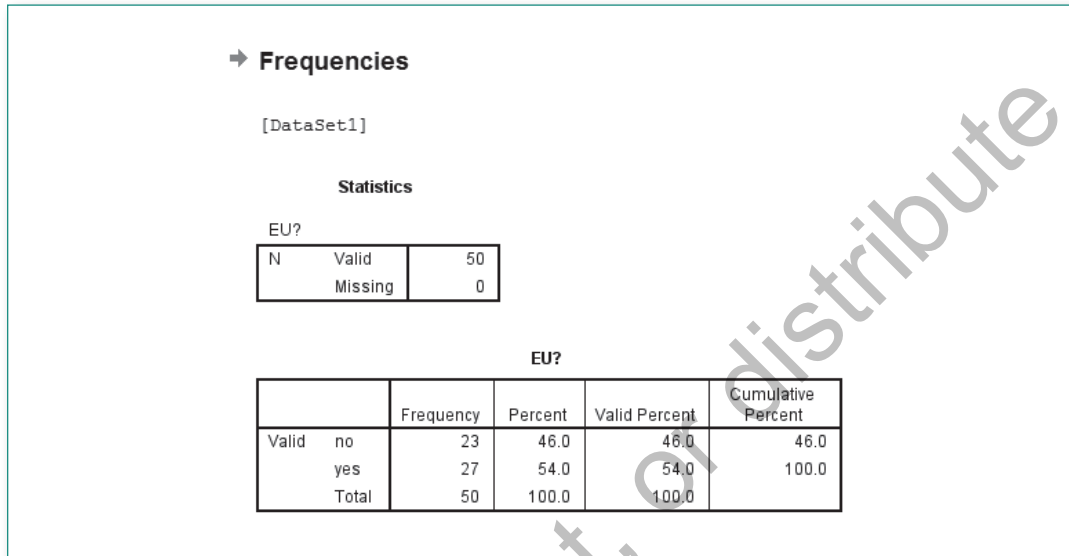 Frequencies
[DataSet1]
Statistics
EU?
N Valid 50
Missing 0
EU?
Frequency Percent Valid Percent Cumulative Percent
Valid no 23 46.0 46.0 46.0
yes 27 54.0 54.0 100.0
Total 50 100.0 100.0
t, or distribute